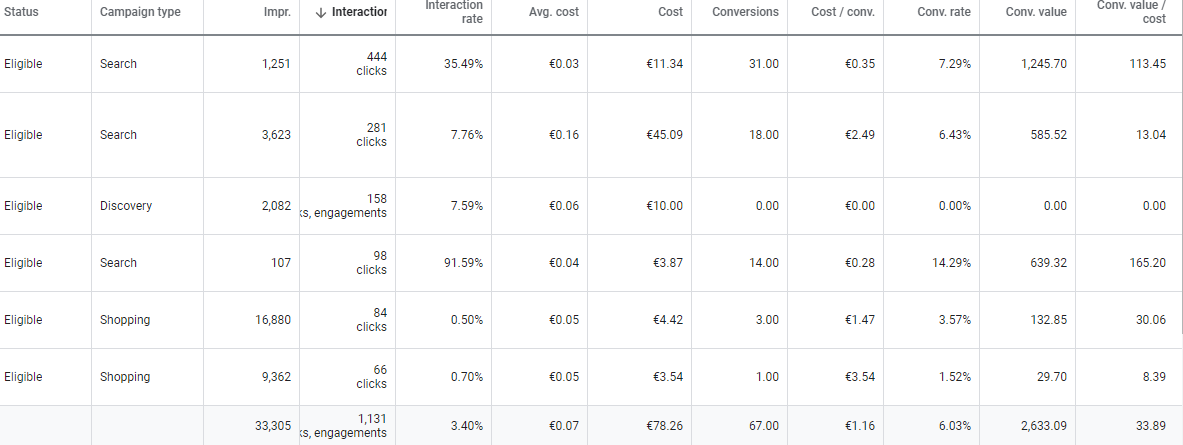 Status Campaign type Impr. ↓ Interaction Interaction rate Avg. cost Cost Conversions Cost / conv. Conv. rate Conv. value Conv. value / cost
Eligible Search 1,251 444 clicks 35.49% €0.03 €11.34 31.00 €0.35 7.29% 1,245.70 113.45
Eligible Search 3,623 281 clicks 7.76% €0.16 €45.09 18.00 €2.49 6.43% 585.52 13.04
Eligible Discovery 2,082 158 ks, engagements 7.59% €0.06 €10.00 0.00 €0.00 0.00% 0.00 0.00
Eligible Search 107 98 clicks 91.59% €0.04 €3.87 14.00 €0.28 14.29% 639.32 165.20
Eligible Shopping 16,880 84 clicks 0.50% €0.05 €4.42 3.00 €1.47 3.57% 132.85 30.06
Eligible Shopping 9,362 66 clicks 0.70% €0.05 €3.54 1.00 €3.54 1.52% 29.70 8.39
33,305 1,131 ks, engagements 3.40% €0.07 €78.26 67.00 €1.16 6.03% 2,633.09 33.89